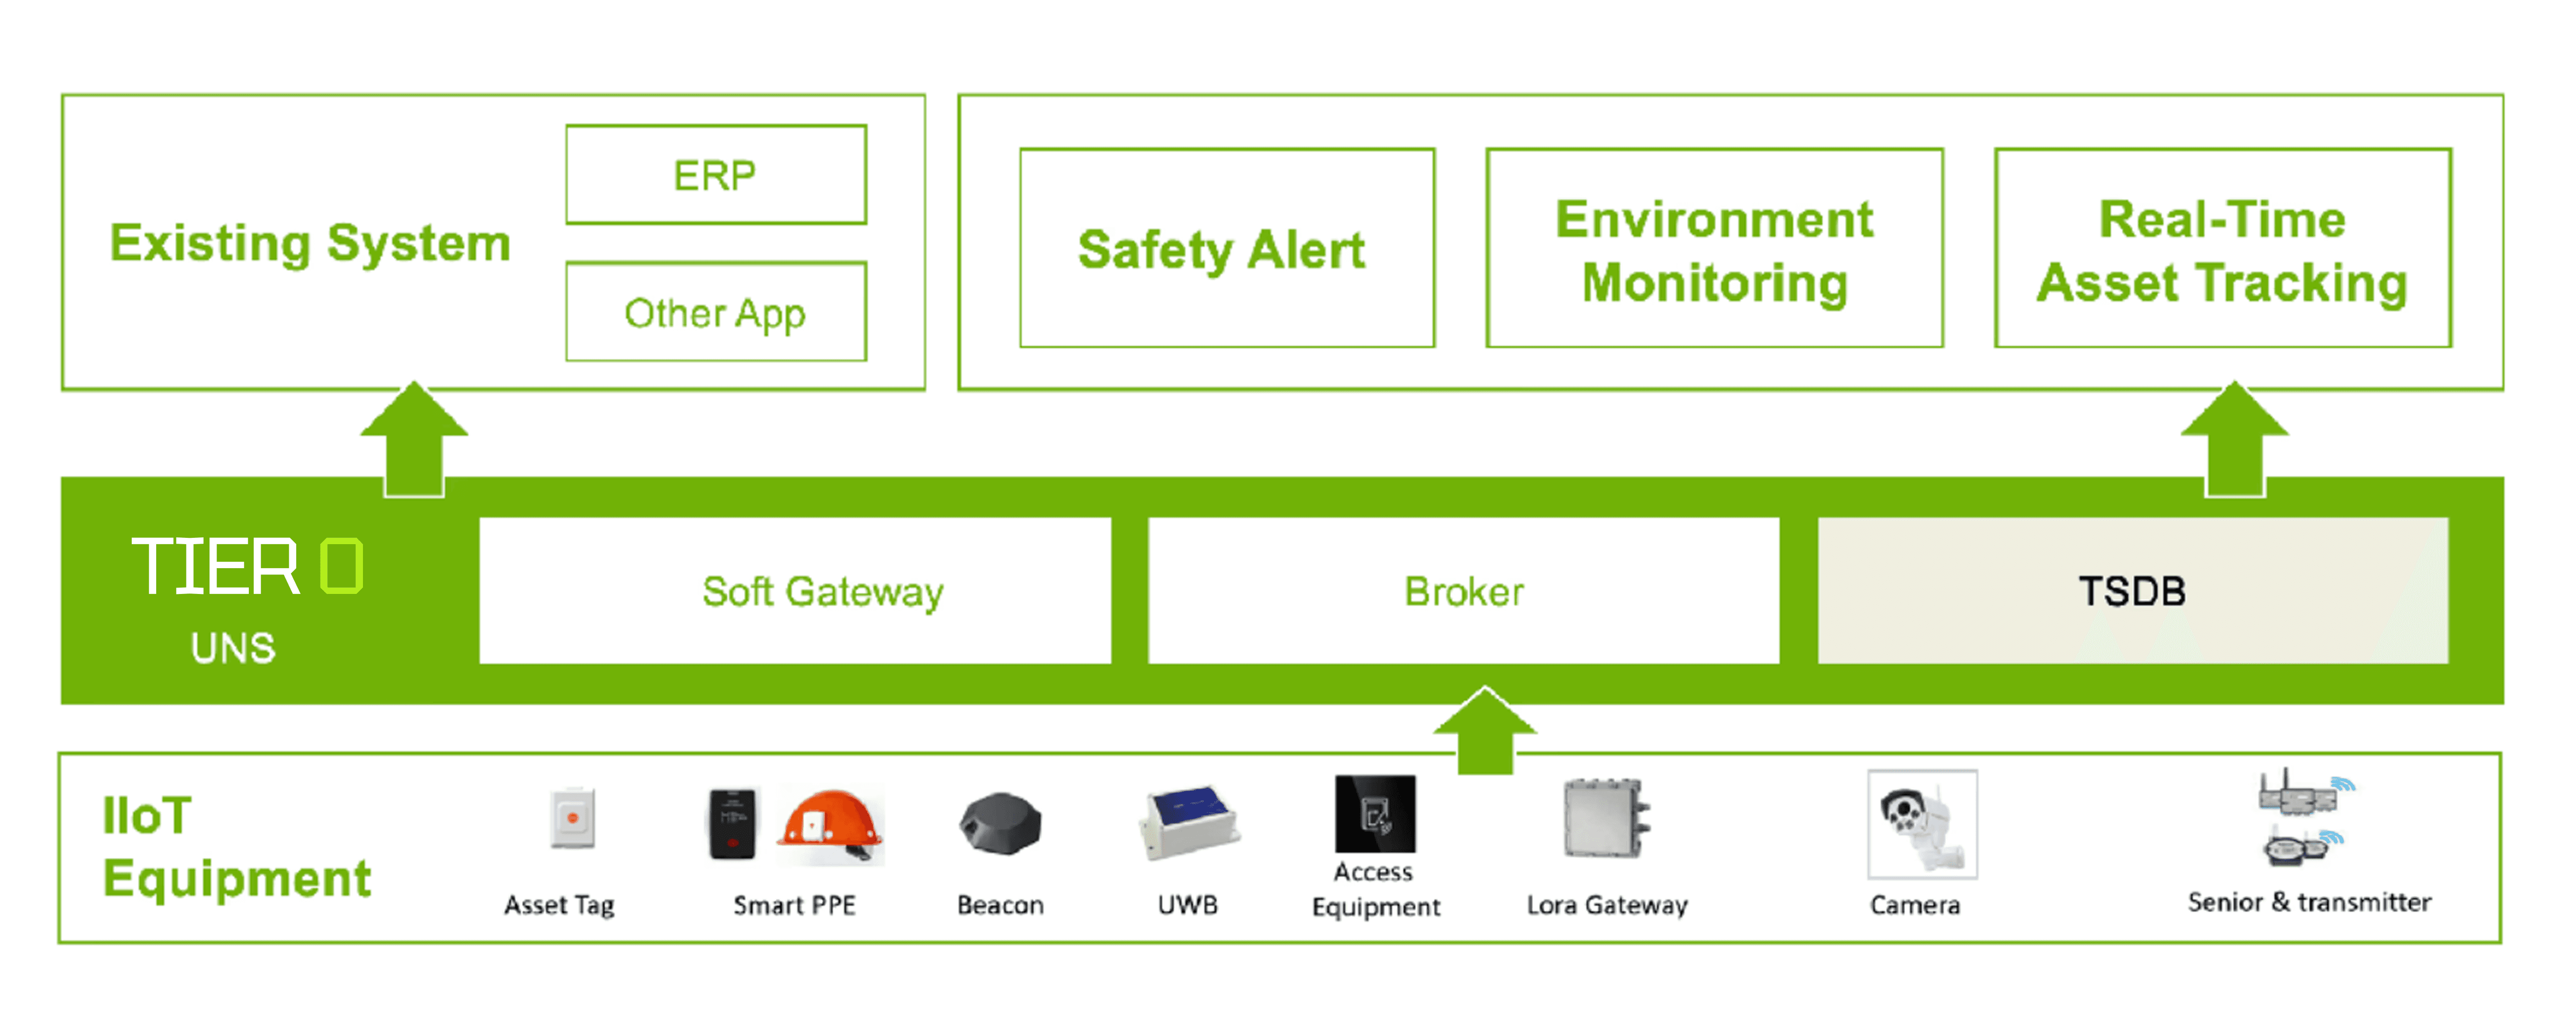 Existing System
ERP
Other App
Safety Alert
Environment
Monitoring
Real-Time
Asset Tracking
TIER 0
UNS
Soft Gateway
Broker
TSDB
IIoT
Equipment
Asset Tag
Smart PPE
Beacon
UWB
Access
Equipment
Lora Gateway
Camera
Senior & transmitter